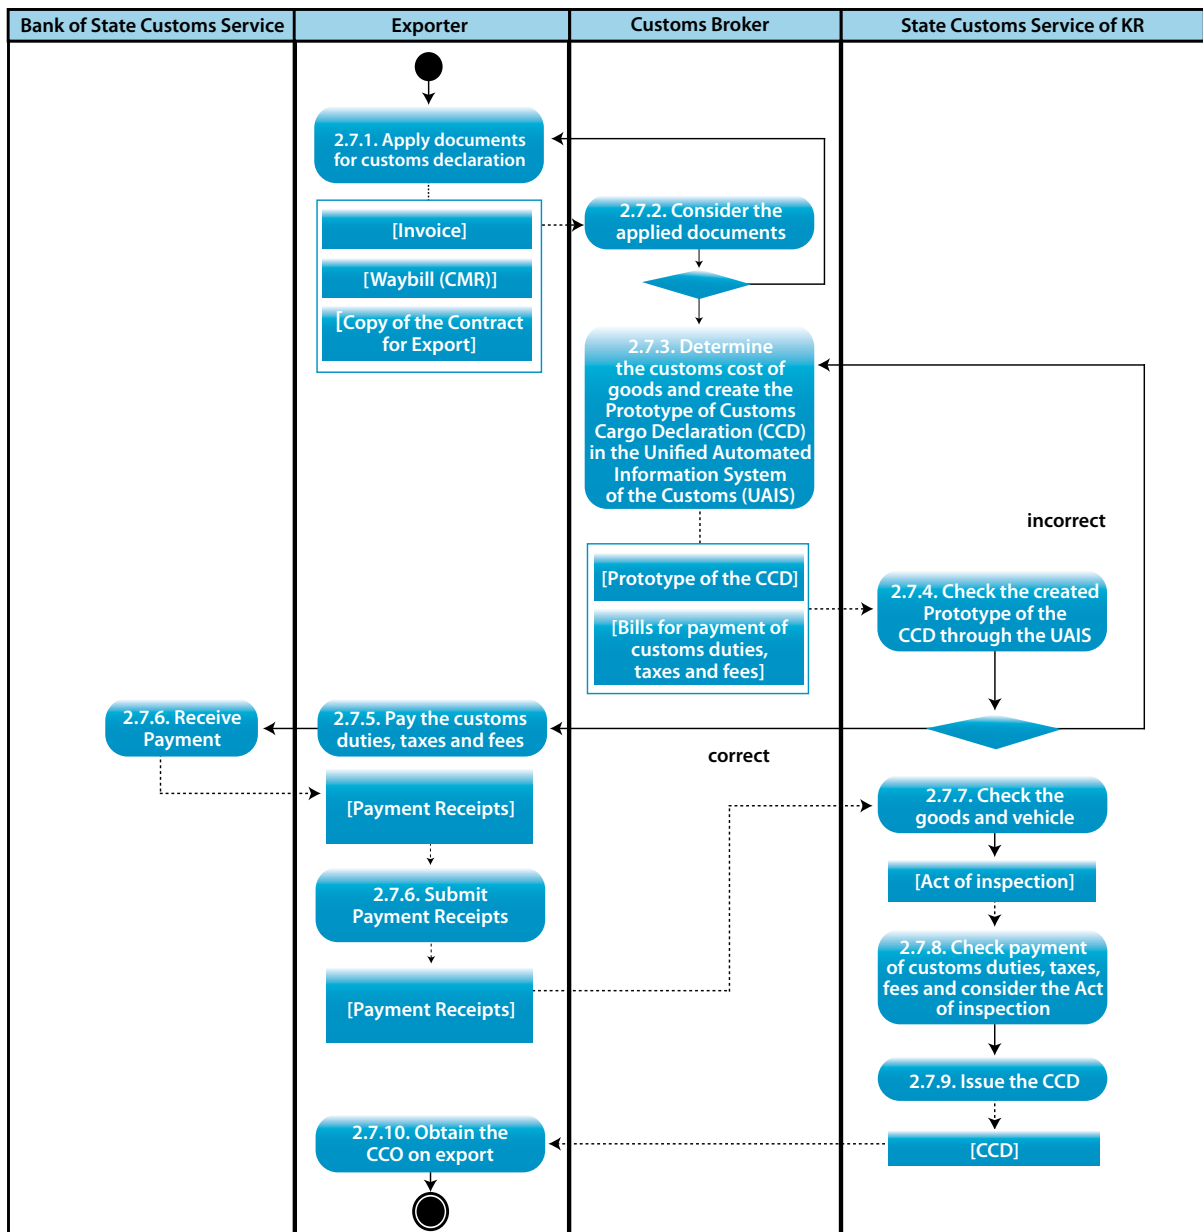 Bank of State Customs Service
Exporter
Customs Broker
State Customs Service of KR
2.7.1. Apply documents
for customs declaration
[Invoice]
[Waybill (CMR)]
[Copy of the Contract
for Export]
2.7.2. Consider the
applied documents
2.7.3. Determine
the customs cost of
goods and create the
Prototype of Customs
Cargo Declaration (CCD)
in the Unified Automated
Information System
of the Customs (UAIS)
incorrect
[Prototype of the CCD]
[Bills for payment of
customs duties,
taxes and fees]
2.7.4. Check the created
Prototype of the
CCD through the UAIS
2.7.6. Receive
Payment
2.7.5. Pay the customs
duties, taxes and fees
correct
[Payment Receipts]
2.7.7. Check the
goods and vehicle
2.7.6. Submit
Payment Receipts
[Act of inspection]
[Payment Receipts]
2.7.8. Check payment
of customs duties, taxes,
fees and consider the Act
of inspection
2.7.9. Issue the CCD
2.7.10. Obtain the
CCO on export
[CCD]